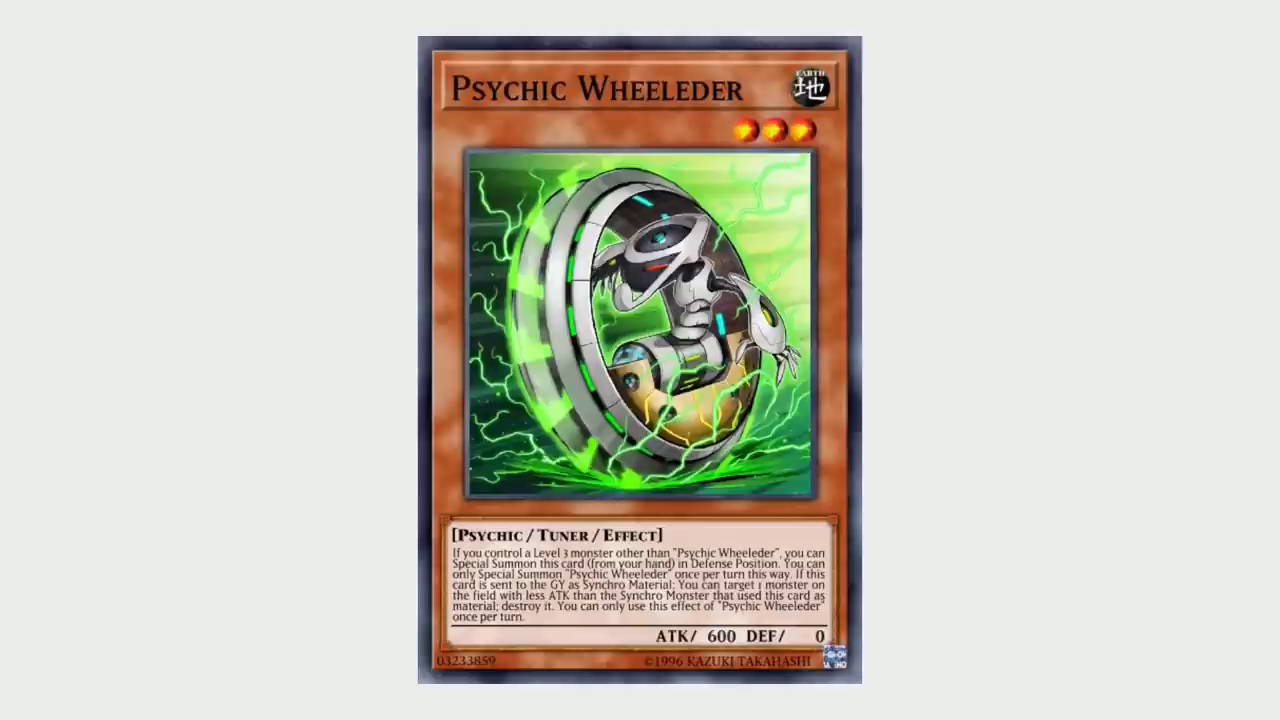 Psychic Wheeleder
EARTH
地
[Psychic / Tuner / Effect]
If you control a Level 3 monster other than "Psychic Wheeleder", you can
Special Summon this card (from your hand) in Defense Position. You can
only Special Summon "Psychic Wheeleder" once per turn this way. If this
card is sent to the GY as Synchro Material: You can target 1 monster on
the field with less ATK than the Synchro Monster that used this card as
material; destroy it. You can only use this effect of "Psychic Wheeleder"
once per turn.
ATK/ 600 DEF/ 0
03233859 ©1996 KAZUKI TAKAHASHI